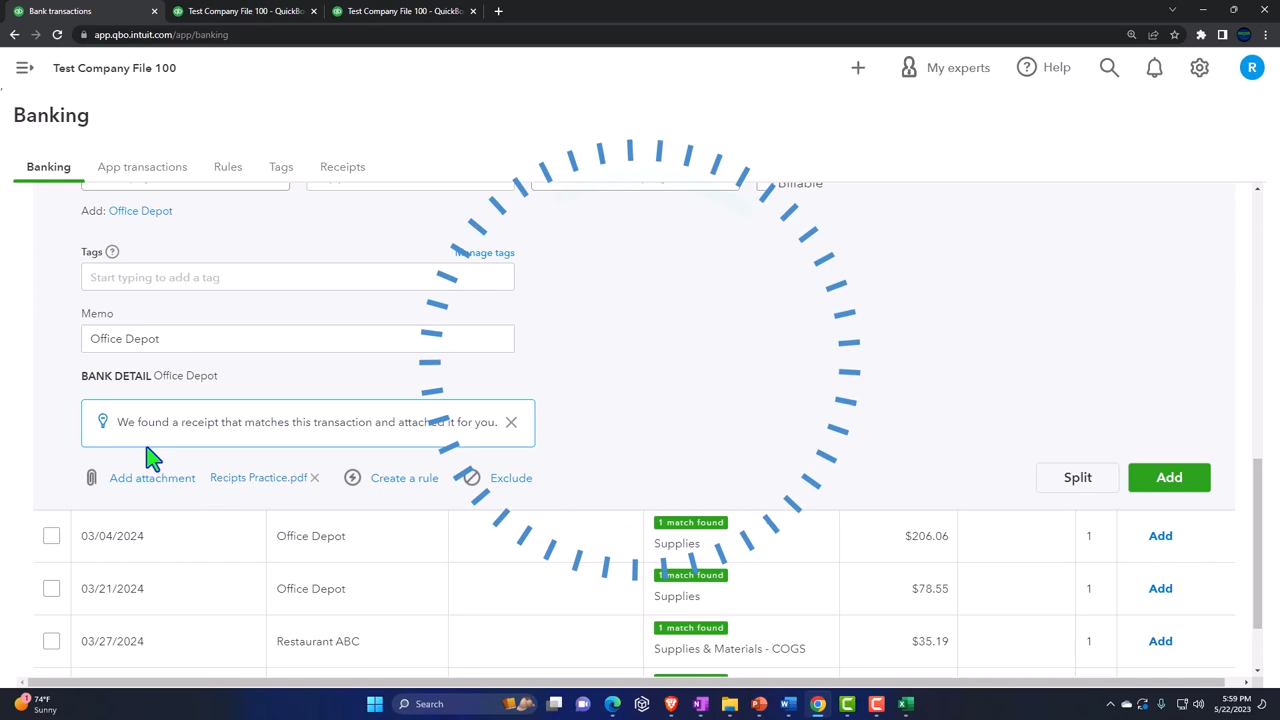 Bank transactions
Test Company File 100 - QuickBo
Test Company File 100 - QuickBo
app.qbo.intuit.com/app/banking
Test Company File 100
My experts
Help
R
Banking
Banking
App transactions
Rules
Tags
Receipts
Billable
Add: Office Depot
Tags
Manage tags
Start typing to add a tag
Memo
Office Depot
BANK DETAIL Office Depot
We found a receipt that matches this transaction and attached it for you.
Add attachment
Recipts Practice.pdf
Create a rule
Exclude
Split
Add
03/04/2024 Office Depot 1 match found Supplies $206.06 1 Add
03/21/2024 Office Depot 1 match found Supplies $78.55 1 Add
03/27/2024 Restaurant ABC 1 match found Supplies & Materials - COGS $35.19 1 Add
74°F
Sunny
Search
5:59 PM
5/22/2023